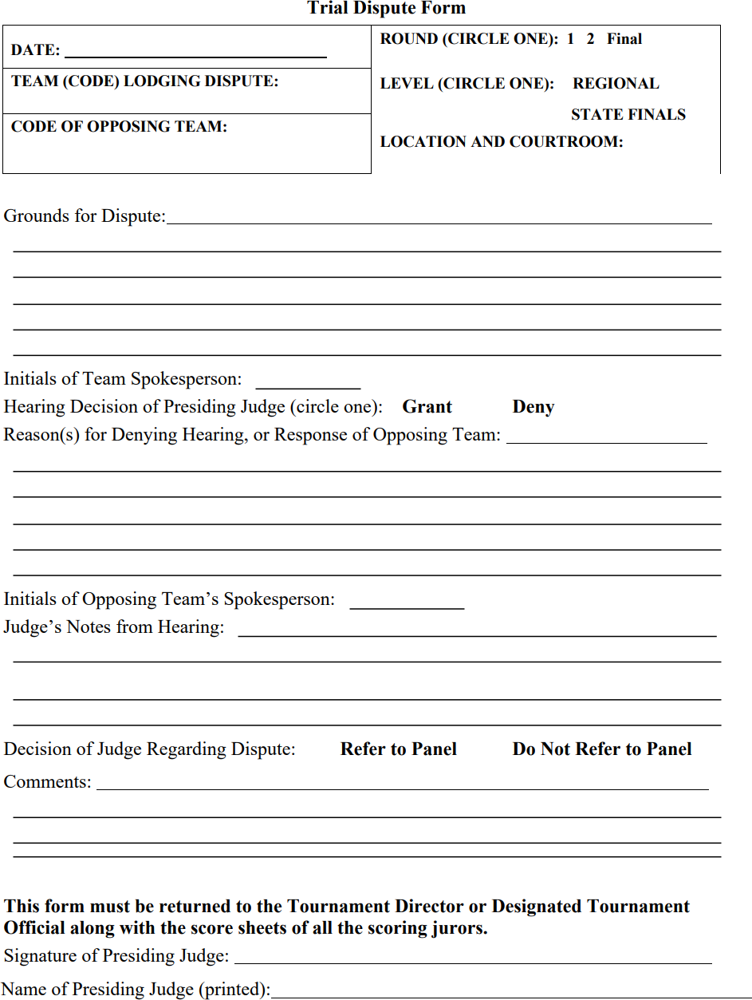 Trial Dispute Form
DATE:
TEAM (CODE) LODGING DISPUTE:
CODE OF OPPOSING TEAM:
ROUND (CIRCLE ONE): 1 2 Final
LEVEL (CIRCLE ONE): REGIONAL
STATE FINALS
LOCATION AND COURTROOM:
Grounds for Dispute:
Initials of Team Spokesperson:
Hearing Decision of Presiding Judge (circle one): Grant Deny
Reason(s) for Denying Hearing, or Response of Opposing Team:
Initials of Opposing Team’s Spokesperson:
Judge’s Notes from Hearing:
Decision of Judge Regarding Dispute: Refer to Panel Do Not Refer to Panel
Comments:
This form must be returned to the Tournament Director or Designated Tournament
Official along with the score sheets of all the scoring jurors.
Signature of Presiding Judge:
Name of Presiding Judge (printed):